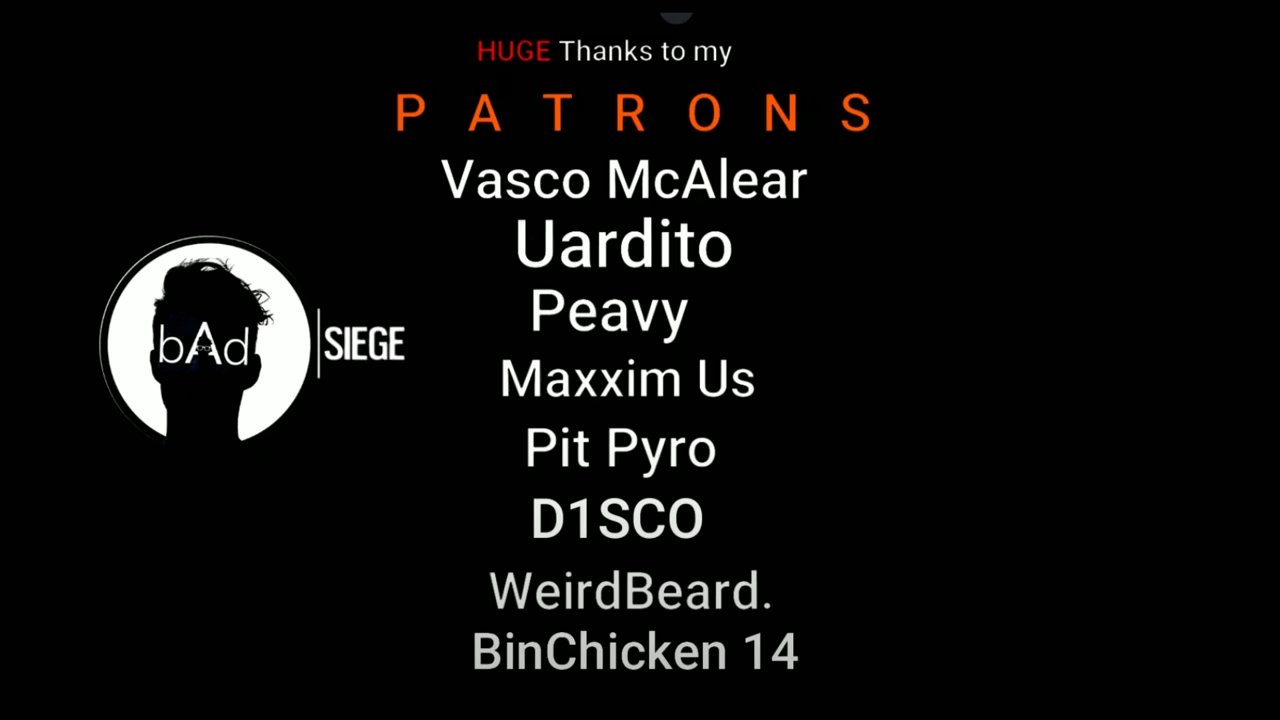 HUGE Thanks to my
P A T R O N S
Vasco McAlear
Uardito
Peavy
bAd
SIEGE
Maxxim Us
Pit Pyro
D1SCO
WeirdBeard.
BinChicken 14